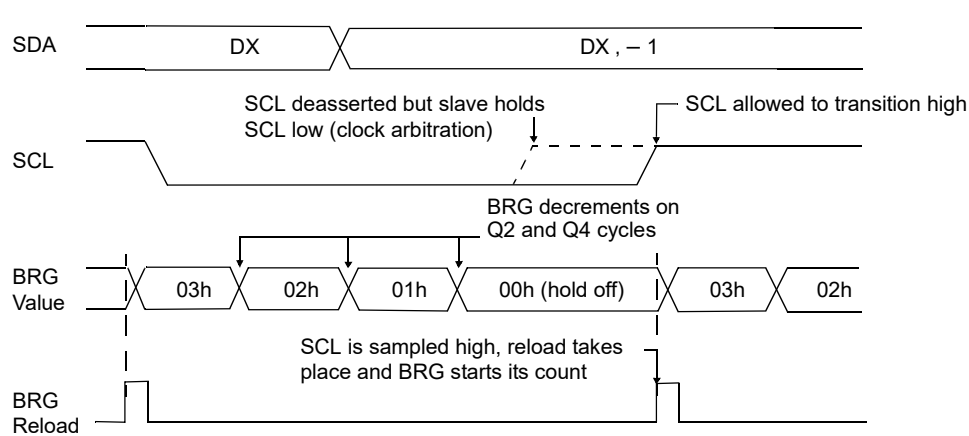 SDA
DX
DX , – 1
SCL deasserted but slave holds
SCL low (clock arbitration)
SCL allowed to transition high
SCL
BRG decrements on
Q2 and Q4 cycles
BRG
Value
03h
02h
01h
00h (hold off)
03h
02h
SCL is sampled high, reload takes
place and BRG starts its count
BRG
Reload